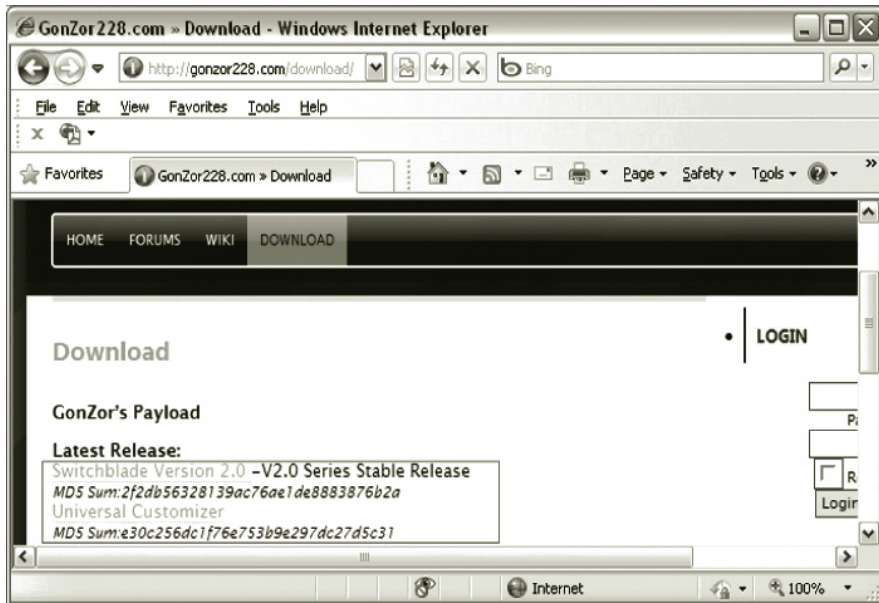 GonZor228.com » Download - Windows Internet Explorer
http://gonzor228.com/download/
Bing
File Edit View Favorites Tools Help
Favorites GonZor228.com » Download Page Safety Tools
HOME FORUMS WIKI DOWNLOAD
LOGIN
Download
GonZor's Payload
Latest Release:
Switchblade Version 2.0 –V2.0 Series Stable Release
MD5 Sum:2f2db56328139ac76ae1de8883876b2a
Universal Customizer
MD5 Sum:e30c256dc1f76e753b9e297dc27d5c31
Login
Internet 100%